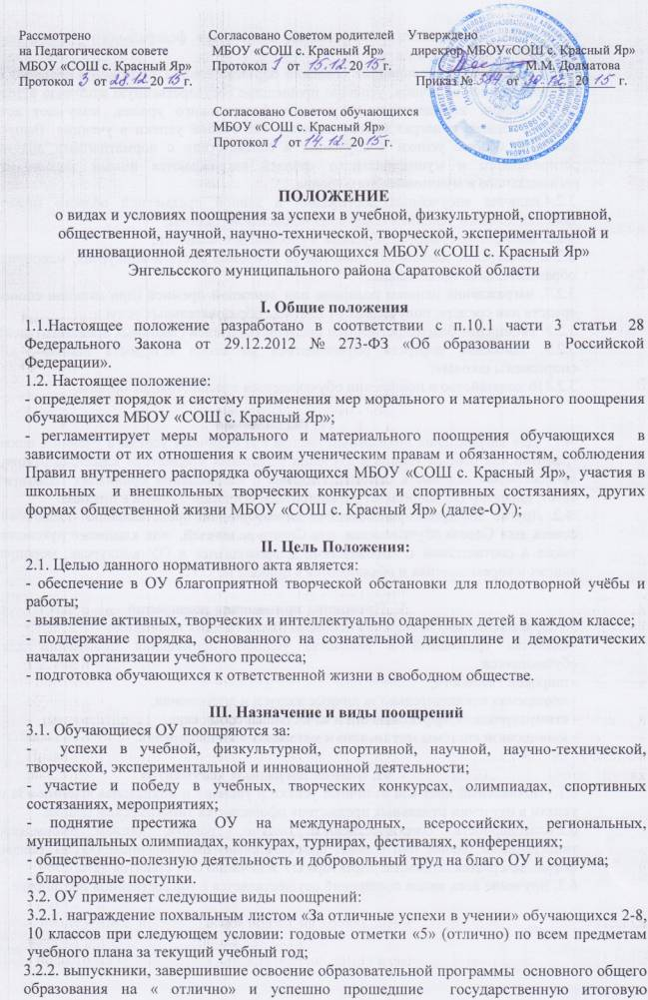 Рассмотрено
на Педагогическом совете
МБОУ «СОШ с. Красный Яр»
Протокол 3 от 28.12 2015 г.
Согласовано Советом родителей
МБОУ «СОШ с. Красный Яр»
Протокол 1 от 15.12.2015 г.
Утверждено
директор МБОУ«СОШ с. Красный Яр»
М.М. Долматова
Приказ № от 30.12 2015 г.
Согласовано Советом обучающихся
МБОУ «СОШ с. Красный Яр»
Протокол 1 от 14.12. 2015 г.
ПОЛОЖЕНИЕ
о видах и условиях поощрения за успехи в учебной, физкультурной, спортивной,
общественной, научной, научно-технической, творческой, экспериментальной и
инновационной деятельности обучающихся МБОУ «СОШ с. Красный Яр»
Энгельсского муниципального района Саратовской области
I. Общие положения
1.1.Настоящее положение разработано в соответствии с п.10.1 части 3 статьи 28
Федерального Закона от 29.12.2012 № 273-ФЗ «Об образовании в Российской
Федерации».
1.2. Настоящее положение:
- определяет порядок и систему применения мер морального и материального поощрения
обучающихся МБОУ «СОШ с. Красный Яр»;
- регламентирует меры морального и материального поощрения обучающихся в
зависимости от их отношения к своим ученическим правам и обязанностям, соблюдения
Правил внутреннего распорядка обучающихся МБОУ «СОШ с. Красный Яр», участия в
школьных и внешкольных творческих конкурсах и спортивных состязаниях, других
формах общественной жизни МБОУ «СОШ с. Красный Яр» (далее-ОУ);
II. Цель Положения:
2.1. Целью данного нормативного акта является:
- обеспечение в ОУ благоприятной творческой обстановки для плодотворной учёбы и
работы;
- выявление активных, творческих и интеллектуально одаренных детей в каждом классе;
- поддержание порядка, основанного на сознательной дисциплине и демократических
началах организации учебного процесса;
- подготовка обучающихся к ответственной жизни в свободном обществе.
III. Назначение и виды поощрений
3.1. Обучающиеся ОУ поощряются за:
- успехи в учебной, физкультурной, спортивной, научной, научно-технической,
творческой, экспериментальной и инновационной деятельности;
- участие и победу в учебных, творческих конкурсах, олимпиадах, спортивных
состязаниях, мероприятиях;
- поднятие престижа ОУ на международных, всероссийских, региональных,
муниципальных олимпиадах, конкурах, турнирах, фестивалях, конференциях;
- общественно-полезную деятельность и добровольный труд на благо ОУ и социума;
- благородные поступки.
3.2. ОУ применяет следующие виды поощрений:
3.2.1. награждение похвальным листом «За отличные успехи в учении» обучающихся 2-8,
10 классов при следующем условии: годовые отметки «5» (отлично) по всем предметам
учебного плана за текущий учебный год;
3.2.2. выпускники, завершившие освоение образовательной программы основного общего
образования на « отлично» и успешно прошедшие государственную итоговую